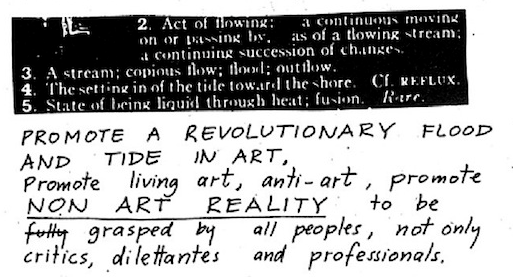 2. Act of flowing: a continuous moving
on or passing by, as of a flowing stream;
a continuing succession of changes.
3. A stream; copious flow; flood; outflow.
4. The setting in of the tide toward the shore. Cf. REFLUX.
5. State of being liquid through heat; fusion. Rare.
PROMOTE A REVOLUTIONARY FLOOD
AND TIDE IN ART,
Promote living art, anti-art, promote
NON ART REALITY to be
fully grasped by all peoples, not only
critics, dilettantes and professionals.